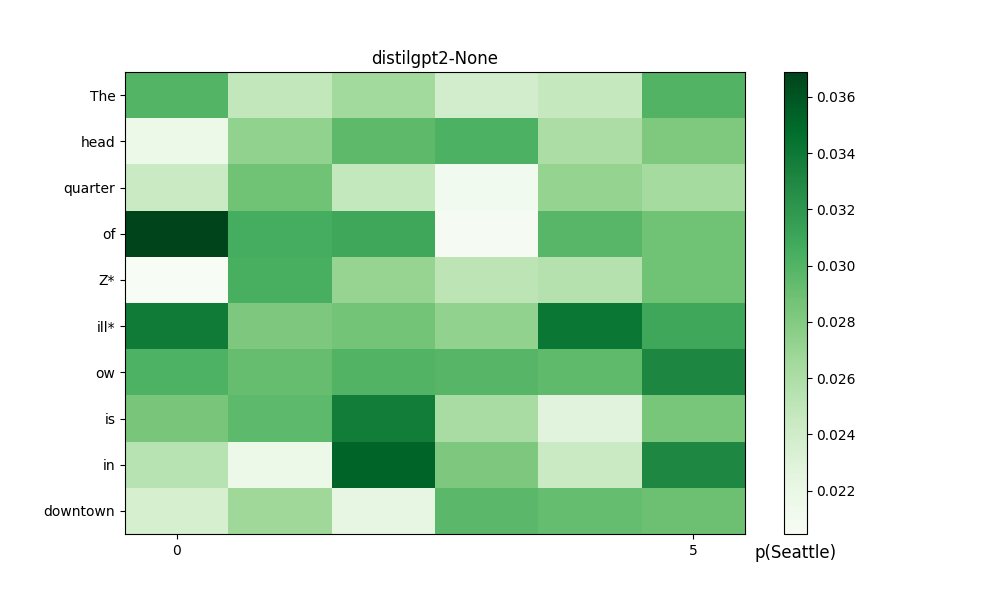 distilgpt2-None
The
head
quarter
of
Z*
ill*
ow
is
in
downtown
0 5
0.036
0.034
0.032
0.030
0.028
0.026
0.024
0.022
p(Seattle)